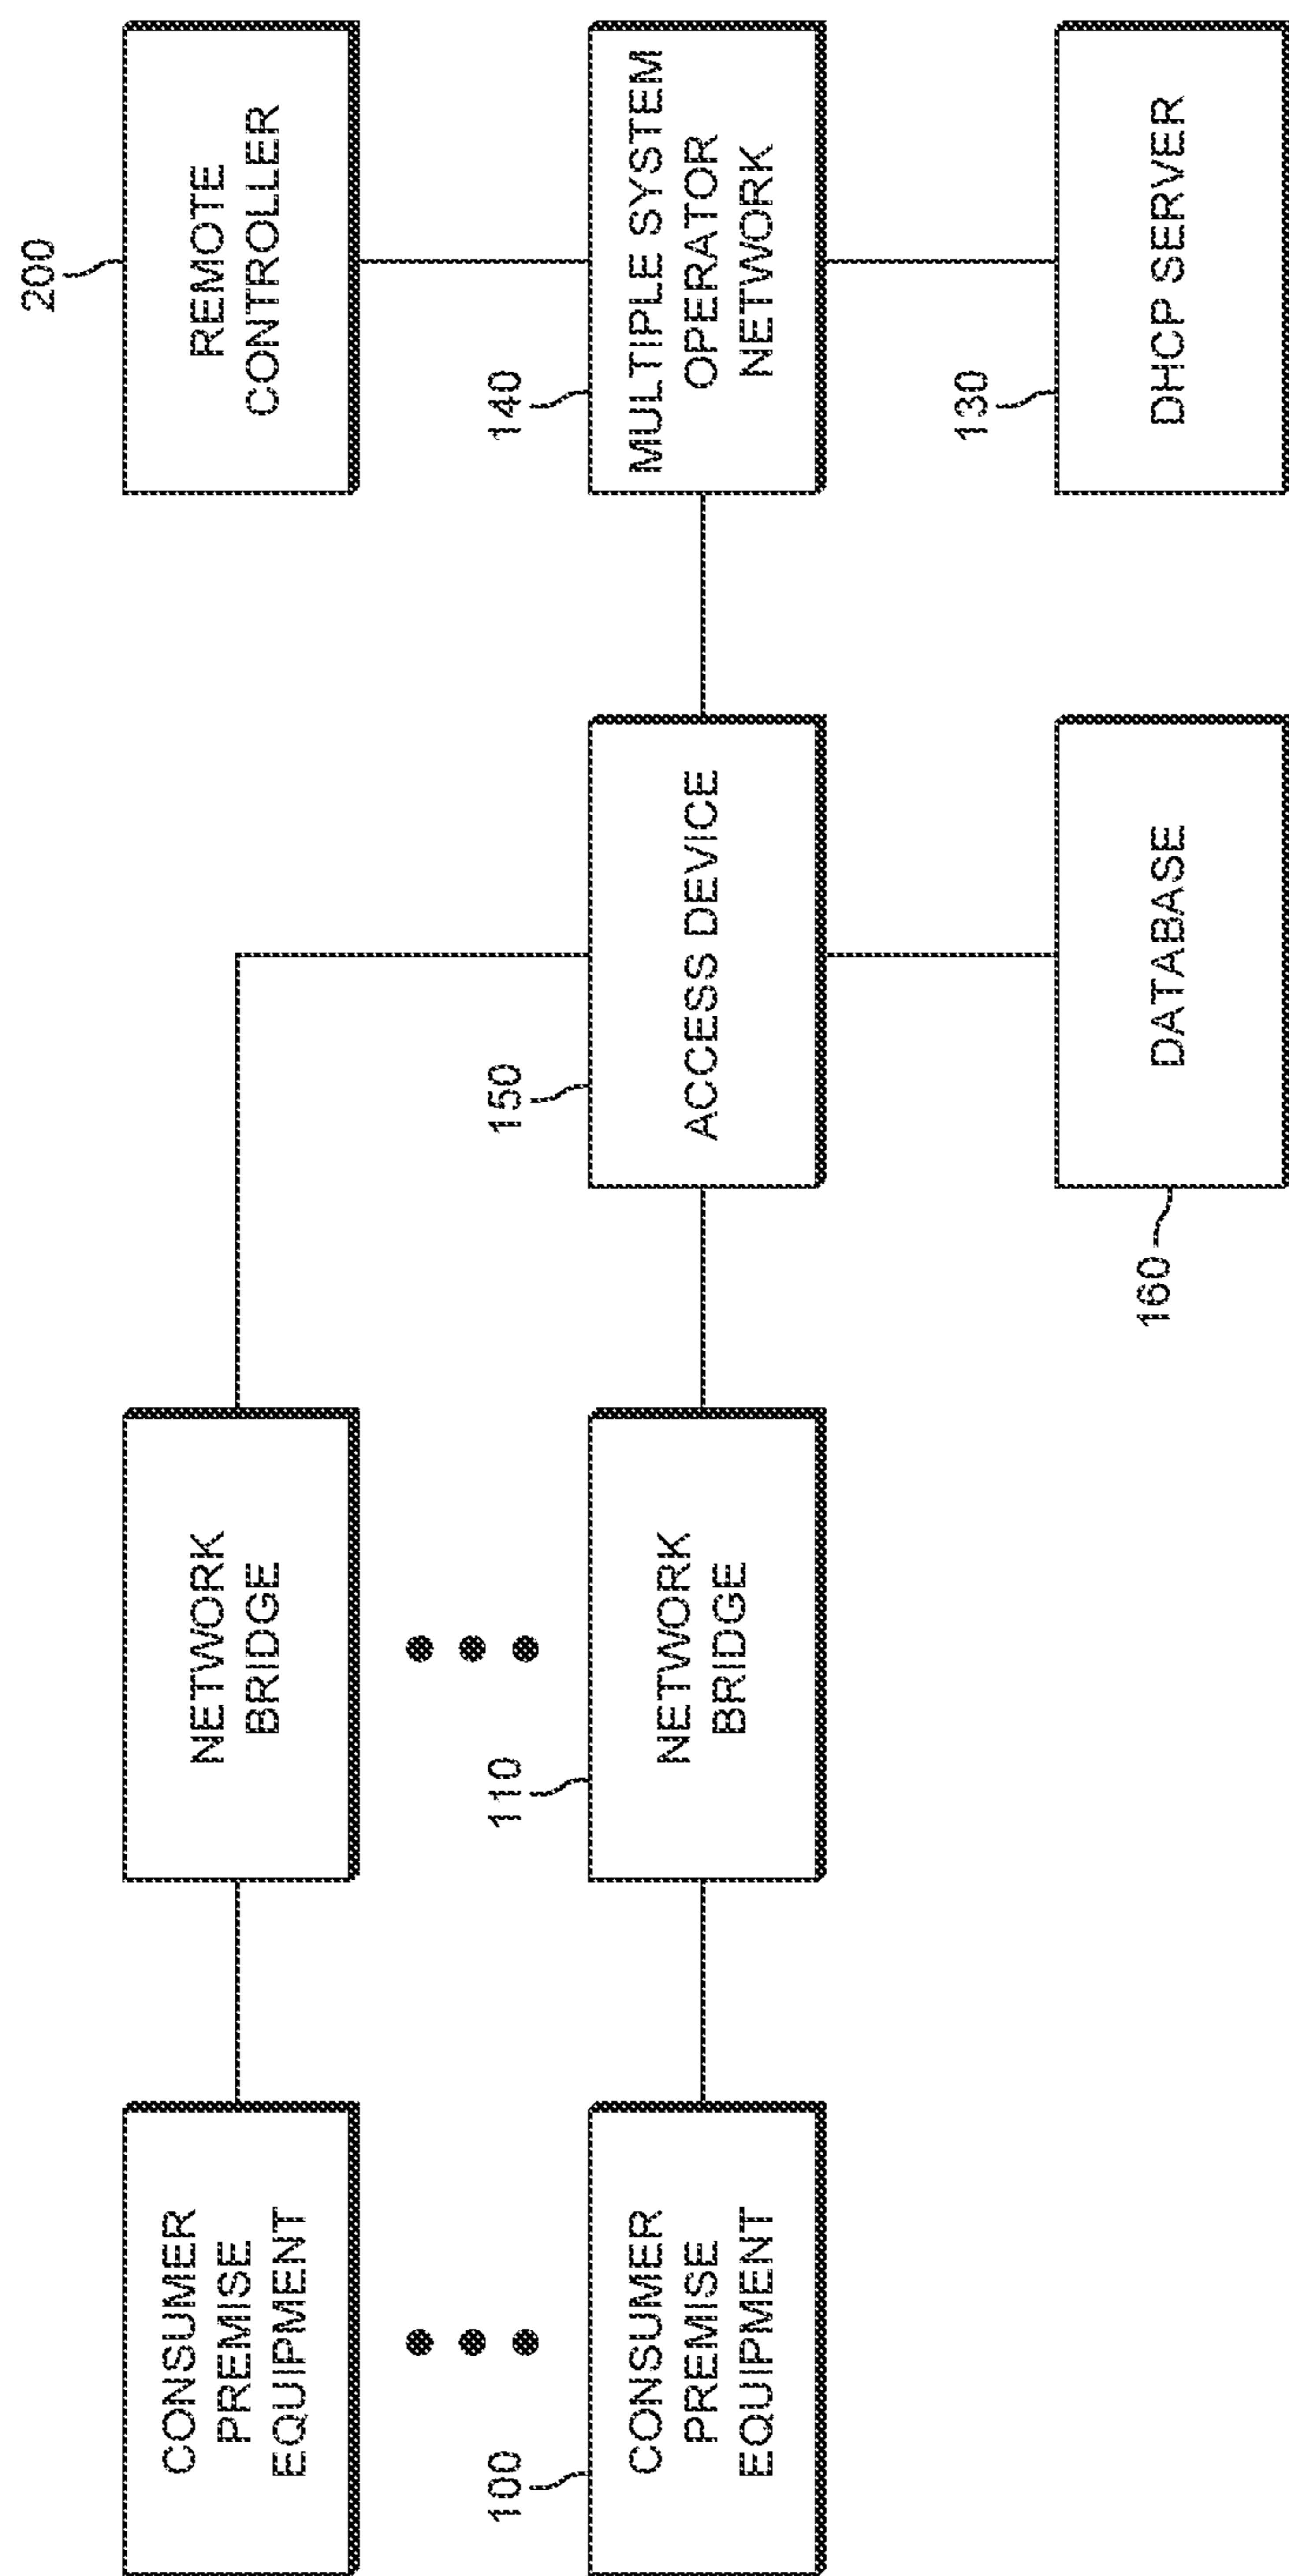 200
CONSUMER
PREMISE
EQUIPMENT
NETWORK
BRIDGE
REMOTE
CONTROLLER
100
CONSUMER
PREMISE
EQUIPMENT
110
NETWORK
BRIDGE
150
ACCESS DEVICE
140
MULTIPLE SYSTEM
OPERATOR
NETWORK
160
DATABASE
130
DHCP SERVER